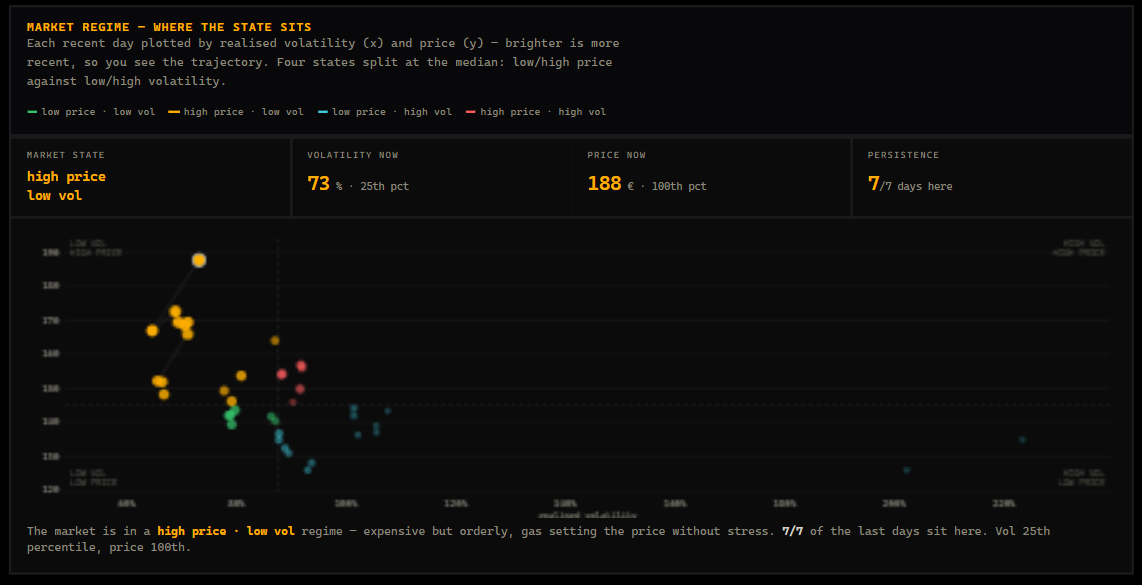 MARKET REGIME — WHERE THE STATE SITS
Each recent day plotted by realised volatility (x) and price (y) — brighter is more
recent, so you see the trajectory. Four states split at the median: low/high price
against low/high volatility.
low price · low vol high price · low vol low price · high vol high price · high vol
MARKET STATE
high price
low vol
VOLATILITY NOW
73 % · 25th pct
PRICE NOW
188 € · 100th pct
PERSISTENCE
7/7 days here
LOW VOL
HIGH PRICE
HIGH VOL
HIGH PRICE
190
180
170
160
150
140
130
120
LOW VOL
LOW PRICE
HIGH VOL
LOW PRICE
60% 80% 100% 120% 140% 160% 180% 200% 220%
realised volatility
The market is in a high price · low vol regime — expensive but orderly, gas setting the price without stress. 7/7 of the last days sit here. Vol 25th
percentile, price 100th.